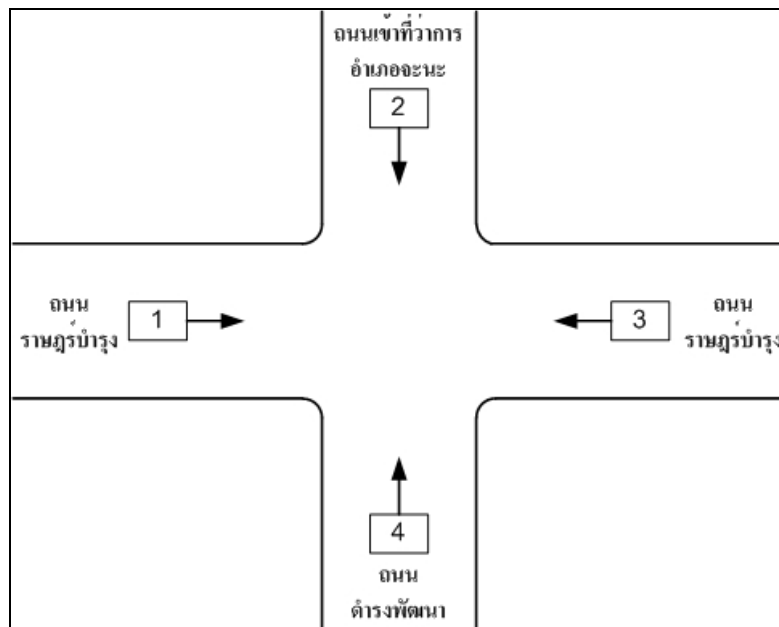 ถนนเข้าที่ว่าการ
อำเภอจะนะ
2
ถนน
ราษฎร์บำรุง
1
3
ถนน
ราษฎร์บำรุง
4
ถนน
ดำรงพัฒนา